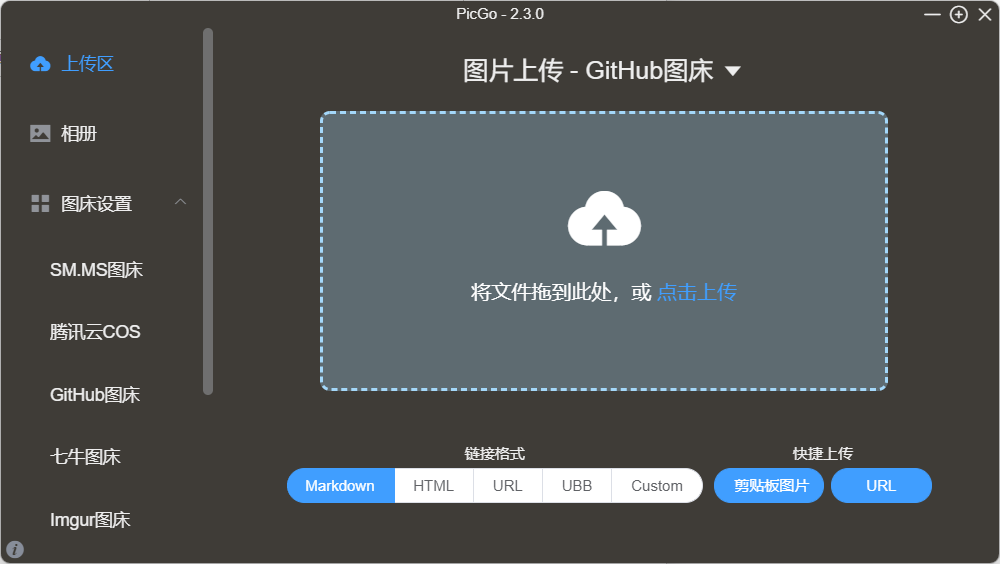 PicGo - 2.3.0
上传区
相册
图床设置
SM.MS图床
腾讯云COS
GitHub图床
七牛图床
Imgur图床
图片上传 - GitHub图床
将文件拖到此处，或 点击上传
链接格式
Markdown HTML URL UBB Custom
快捷上传
剪贴板图片 URL